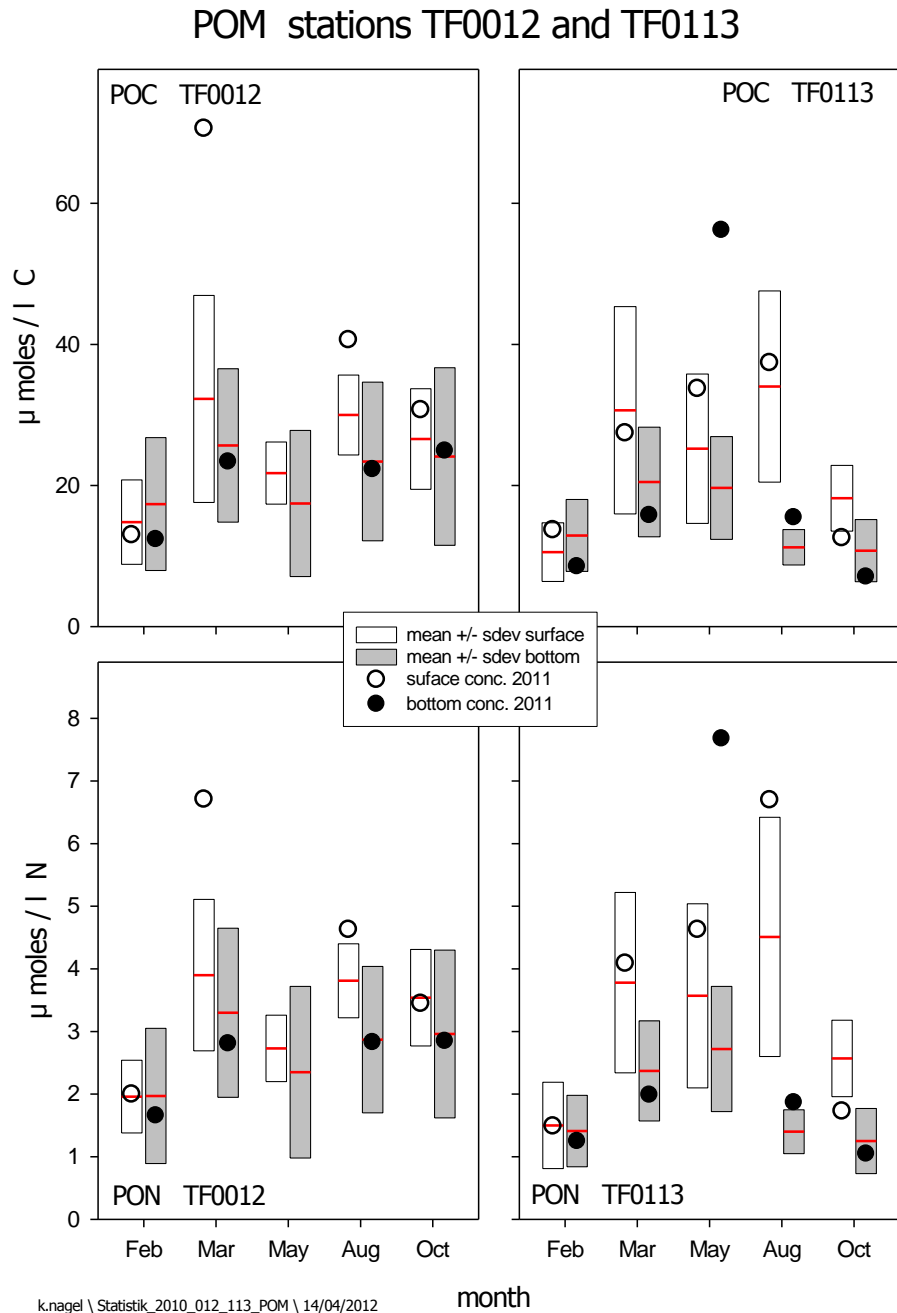 POM stations TF0012 and TF0113
POC TF0012
POC TF0113
µ moles / l C
60
40
20
0
mean +/- sdev surface
mean +/- sdev bottom
suface conc. 2011
bottom conc. 2011
µ moles / l N
8
7
6
5
4
3
2
1
0
PON TF0012
PON TF0113
Feb Mar May Aug Oct
Feb Mar May Aug Oct
month
k.nagel \ Statistik_2010_012_113_POM \ 14/04/2012